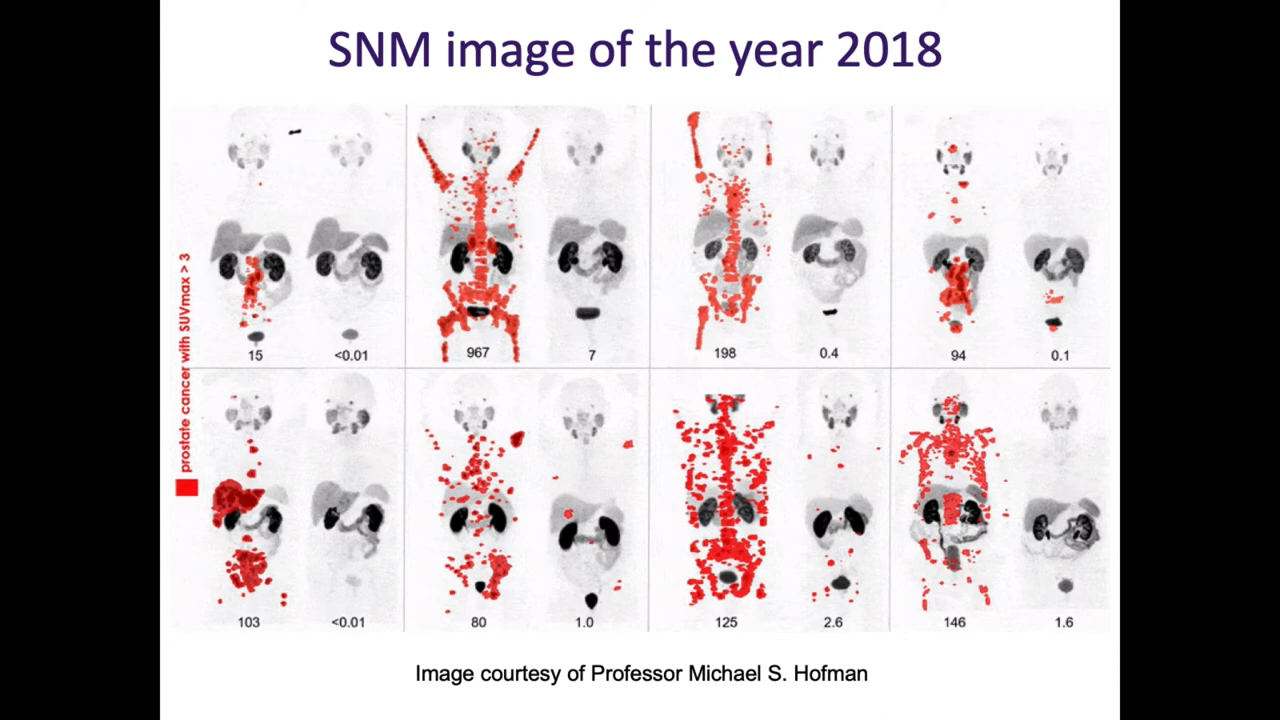 SNM image of the year 2018
prostate cancer with SUVmax > 3
15 <0.01 967 7 198 0.4 94 0.1
103 <0.01 80 1.0 125 2.6 146 1.6
Image courtesy of Professor Michael S. Hofman